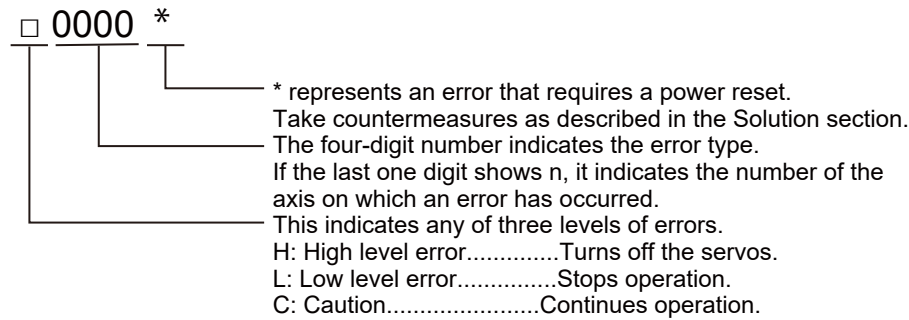 □ 0000 *
* represents an error that requires a power reset.
Take countermeasures as described in the Solution section.
The four-digit number indicates the error type.
If the last one digit shows n, it indicates the number of the
axis on which an error has occurred.
This indicates any of three levels of errors.
H: High level error..............Turns off the servos.
L: Low level error...............Stops operation.
C: Caution.......................Continues operation.